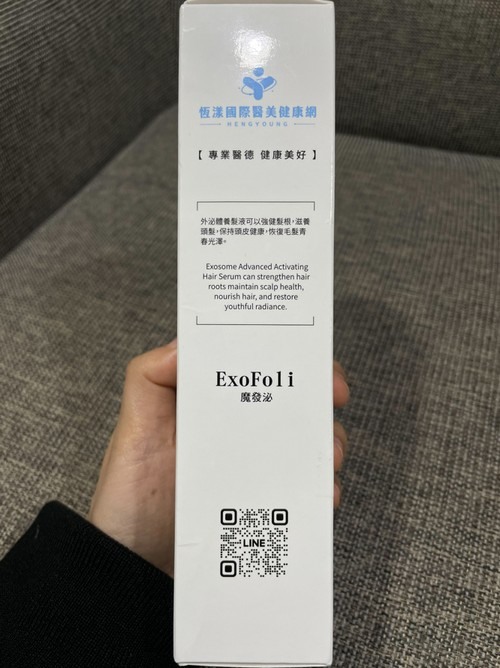 恆漾國際醫美健康網
HENGYOUNG
【 專業醫德 健康美好 】
外泌體養髮液可以強健髮根，滋養
頭髮，保持頭皮健康，恢復毛髮青
春光澤。
Exosome Advanced Activating
Hair Serum can strengthen hair
roots maintain scalp health,
nourish hair, and restore
youthful radiance.
ExoFoli
魔發泌
LINE